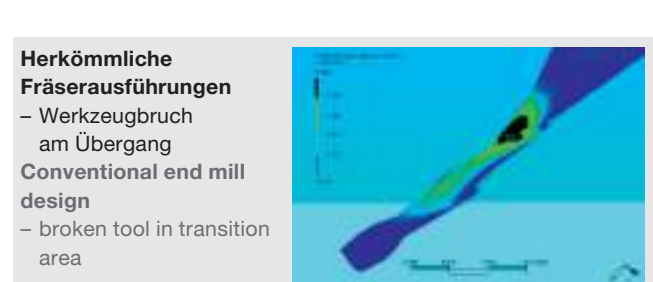 Herkömmliche
Fräserausführungen
– Werkzeugbruch
am Übergang
Conventional end mill
design
– broken tool in transition
area